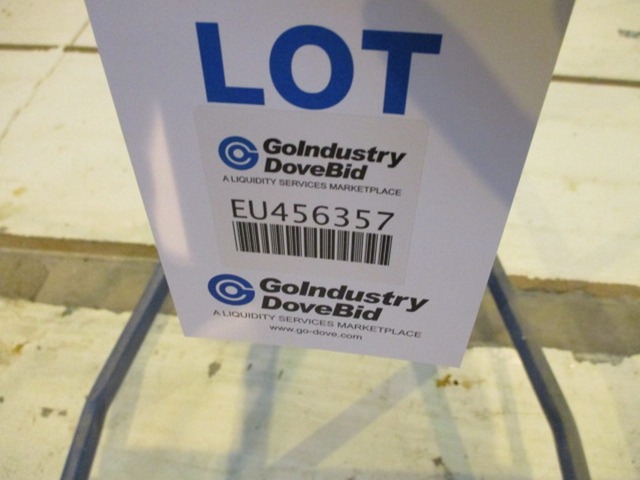 LOT
GoIndustry
DoveBid
A LIQUIDITY SERVICES MARKETPLACE
EU456357
GoIndustry
DoveBid
A LIQUIDITY SERVICES MARKETPLACE
www.go-dove.com